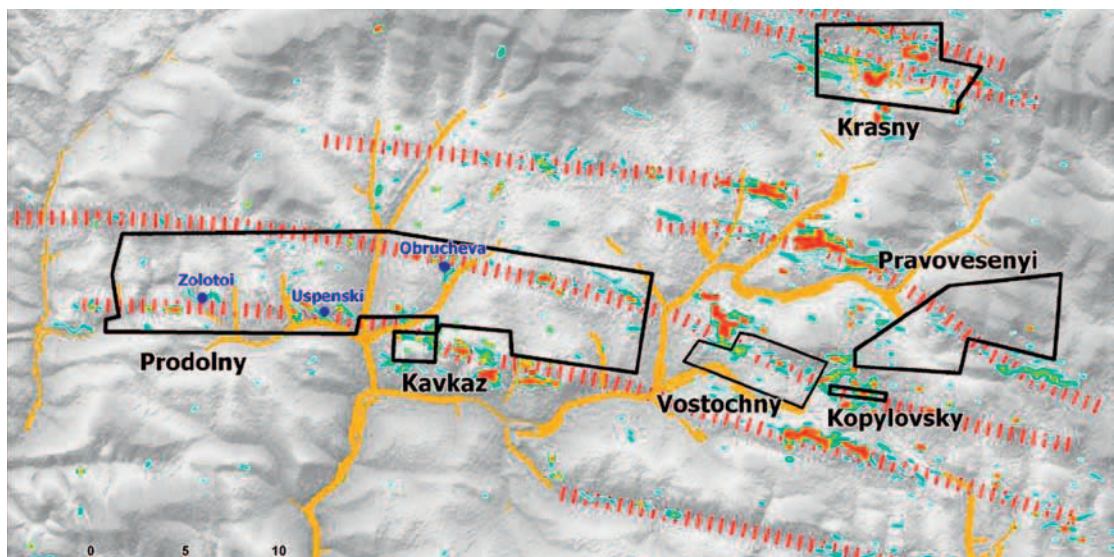 Krasny
Obrucheva
Pravovesenyi
Zolotoi
Uspenski
Prodolny
Kavkaz
Vostochny
Kopylovsky
0 5 10